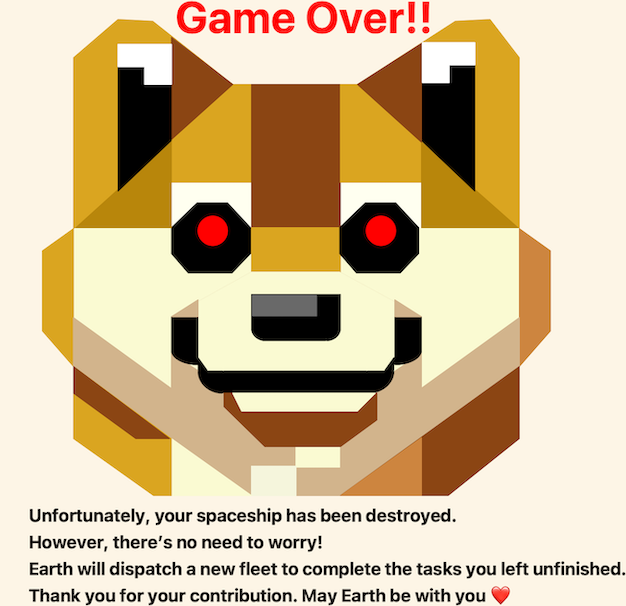 Game Over!!
Unfortunately, your spaceship has been destroyed.
However, there’s no need to worry!
Earth will dispatch a new fleet to complete the tasks you left unfinished.
Thank you for your contribution. May Earth be with you ❤️